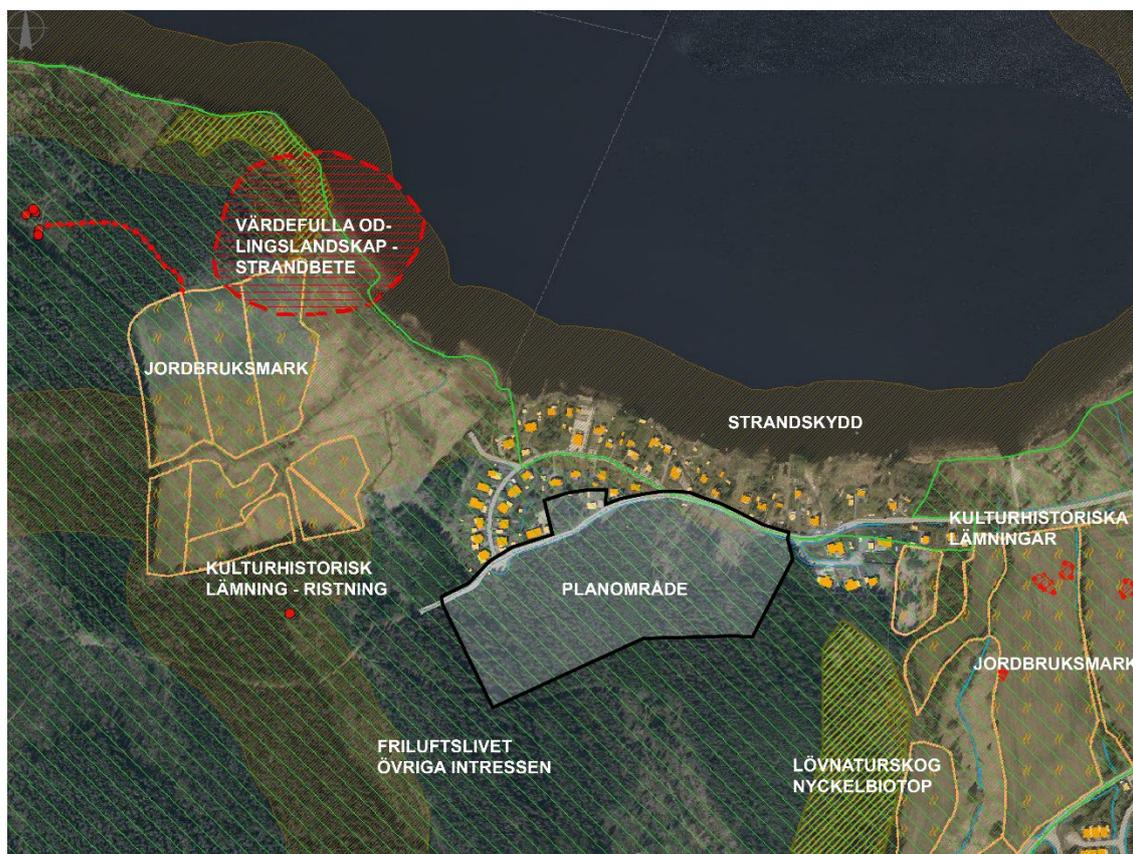 VÄRDEFULLA OD-
LINGSLANDSKAP -
STRANDBETE
JORDBRUKSMARK
STRANDSKYDD
KULTURHISTORISKA
LÄMNINGAR
KULTURHISTORISK
LÄMNING - RISTNING
PLANOMRÅDE
JORDBRUKSMARK
FRILUFTSLIVET
ÖVRIGA INTRESSEN
LÖVNATURSKOG
NYCKELBIOTOP